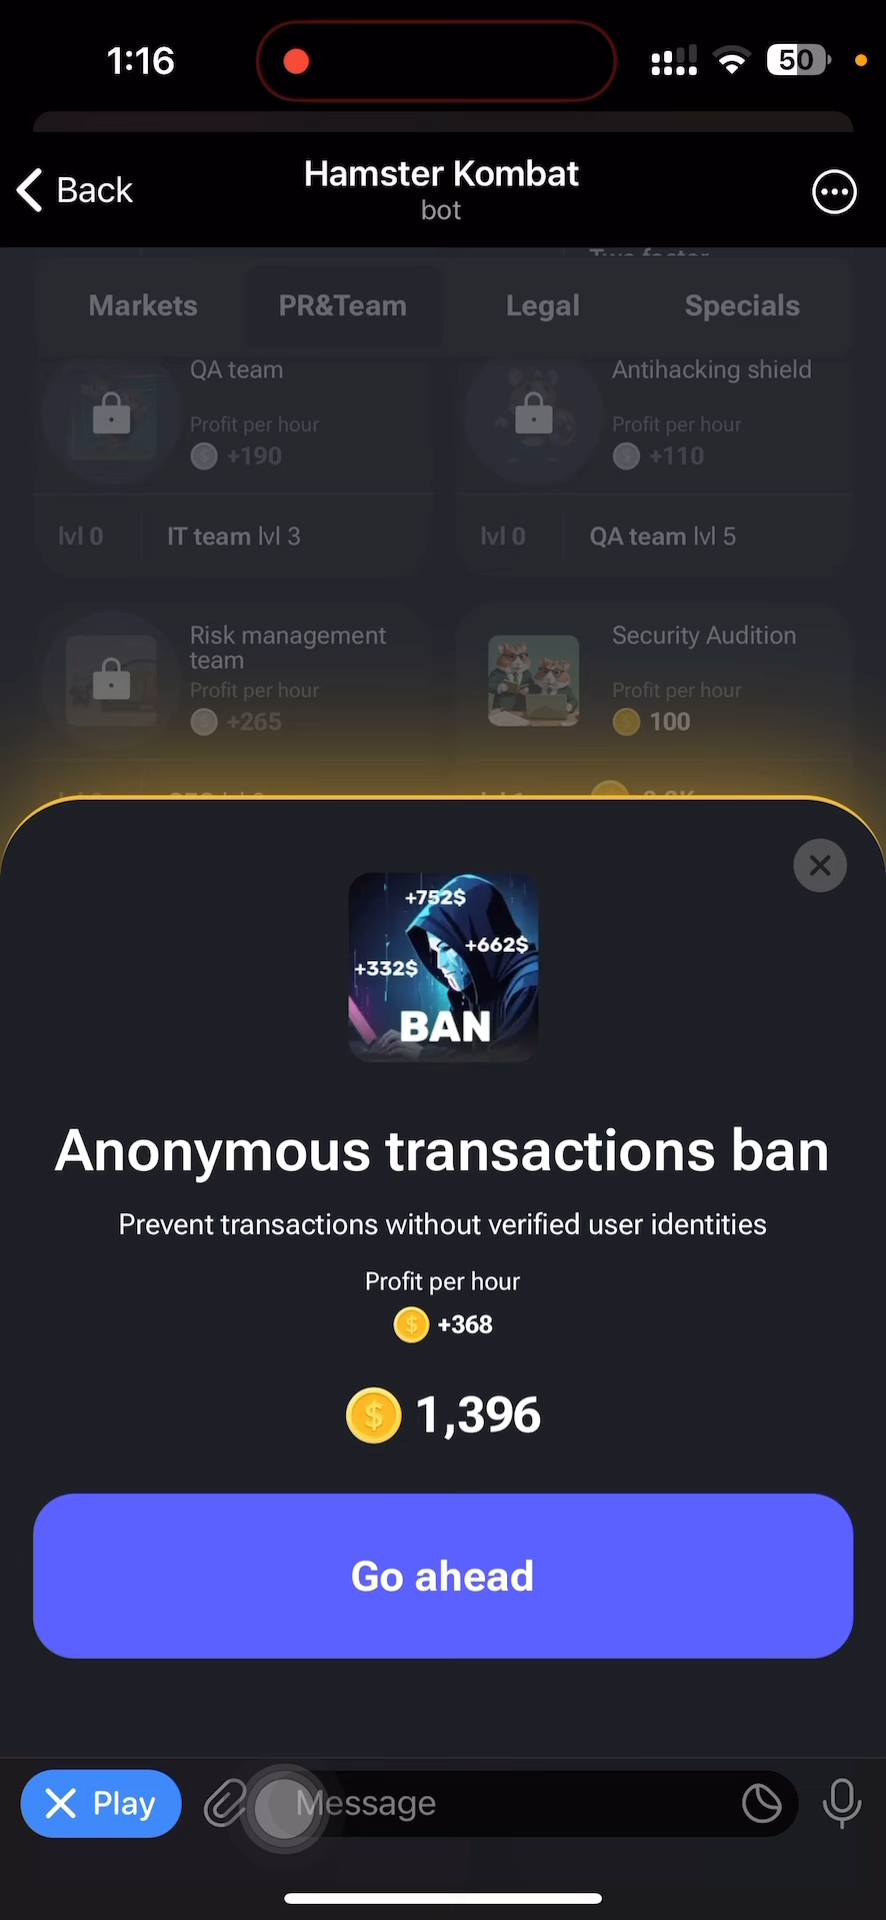 1:16
50
Back
Hamster Kombat
bot
Two factor
Markets
PR&Team
Legal
Specials
QA team
Profit per hour
+190
lvl 0
IT team lvl 3
Antihacking shield
Profit per hour
+110
lvl 0
QA team lvl 5
Risk management
team
Profit per hour
+265
Security Audition
Profit per hour
100
+752$
+662$
+332$
BAN
Anonymous transactions ban
Prevent transactions without verified user identities
Profit per hour
+368
1,396
Go ahead
Play
Message